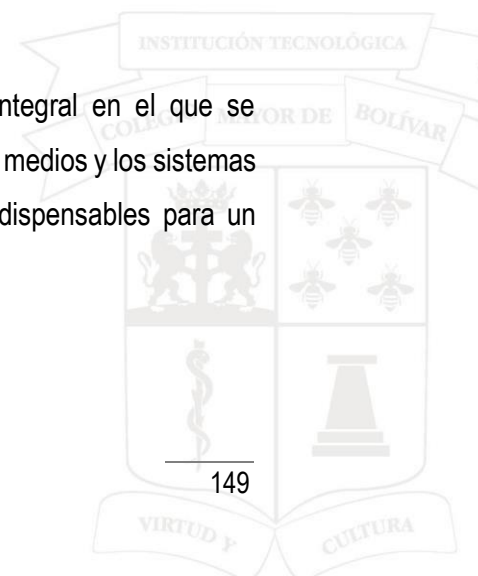 INSTITUCIÓN TECNOLÓGICA
COLEGIO MAYOR DE BOLÍVAR
ntegral en el que se
medios y los sistemas
dispensables para un
149
VIRTUD Y CULTURA